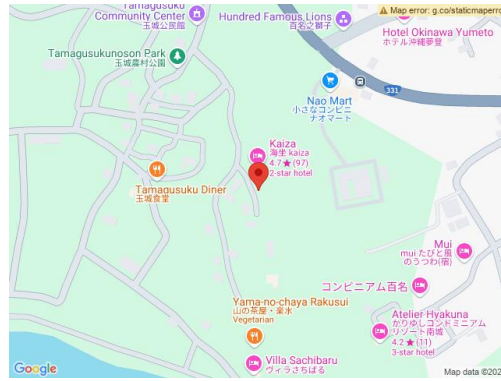 Tamagusuku
Community Center
玉城公民館
Hundred Famous Lions
百名之獅子
⚠ Map error: g.co/staticmaperro
Hotel Okinawa Yumeto
ホテル沖縄夢登
Tamagusukunoson Park
玉城農村公園
331
Nao Mart
小さなコンビニ
ナオマート
Kaiza
海坐 kaiza
4.7★(97)
2-star hotel
Tamagusuku Diner
玉城食堂
Mui
mui たびと風
のうつわ(宿)
コンビニアム百名
Yama-no-chaya Rakusui
山の茶屋・楽水
Vegetarian
Atelier Hyakuna
かりゆしコンドミニアム
リゾート南城
4.2★(11)
3-star hotel
Villa Sachibaru
ヴィラさちばる
Google
Map data ©202